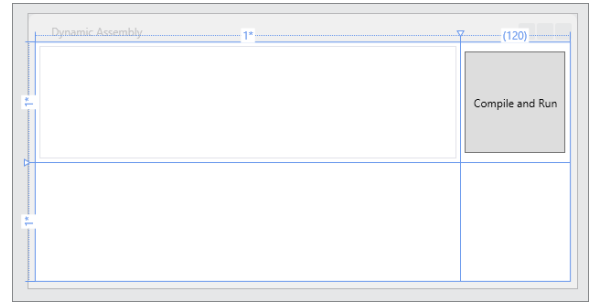 Dynamic Assembly
1*
(120)
1*
Compile and Run
1*